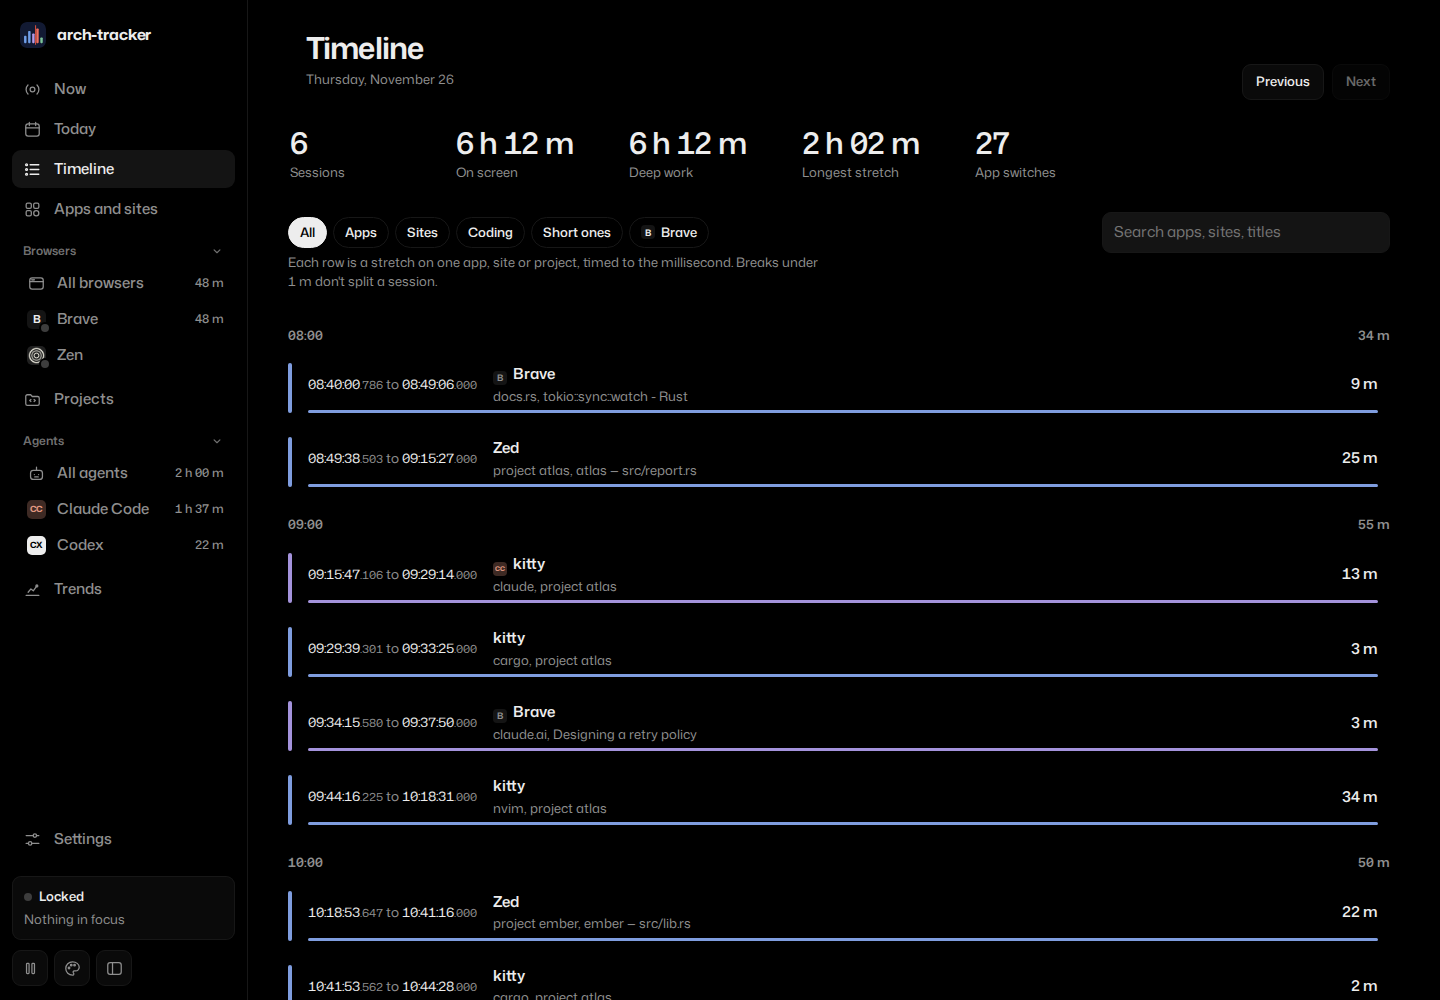 arch-tracker
Now
Today
Timeline
Apps and sites
Browsers
All browsers 48 m
B Brave 48 m
Zen
Projects
Agents
All agents 2 h 00 m
CC Claude Code 1 h 37 m
CX Codex 22 m
Trends
Settings
Locked
Nothing in focus
Timeline
Thursday, November 26
Previous Next
6 6 h 12 m 6 h 12 m 2 h 02 m 27
Sessions On screen Deep work Longest stretch App switches
All Apps Sites Coding Short ones B Brave
Search apps, sites, titles
Each row is a stretch on one app, site or project, timed to the millisecond. Breaks under
1 m don't split a session.
08:00 34 m
08:40:00.786 to 08:49:06.000 B Brave 9 m
docs.rs, tokio::sync::watch - Rust
08:49:38.503 to 09:15:27.000 Zed 25 m
project atlas, atlas — src/report.rs
09:00 55 m
09:15:47.106 to 09:29:14.000 CC kitty 13 m
claude, project atlas
09:29:39.301 to 09:33:25.000 kitty 3 m
cargo, project atlas
09:34:15.580 to 09:37:50.000 B Brave 3 m
claude.ai, Designing a retry policy
09:44:16.225 to 10:18:31.000 kitty 34 m
nvim, project atlas
10:00 50 m
10:18:53.647 to 10:41:16.000 Zed 22 m
project ember, ember — src/lib.rs
10:41:53.562 to 10:44:28.000 kitty 2 m
cargo, project atlas